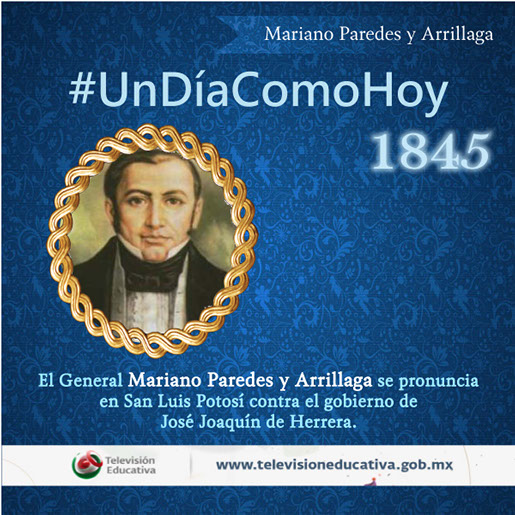 Mariano Paredes y Arrillaga
#UnDíaComoHoy
1845
El General Mariano Paredes y Arrillaga se pronuncia
en San Luis Potosí contra el gobierno de
José Joaquín de Herrera.
Televisión
Educativa
www.televisioneducativa.gob.mx